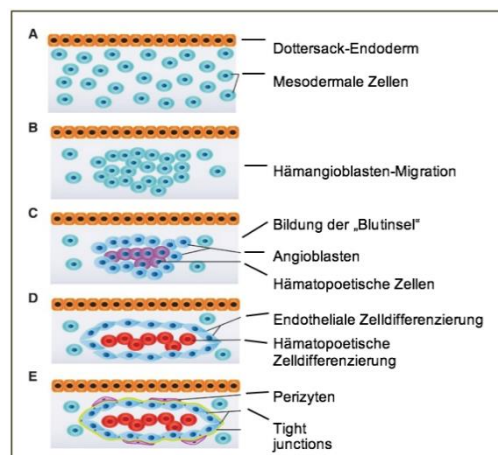 A
Dottersack-Endoderm
Mesodermale Zellen
B
Hämangioblasten-Migration
C
Bildung der „Blutinsel"
Angioblasten
Hämatopoetische Zellen
D
Endotheliale Zelldifferenzierung
Hämatopoetische
Zelldifferenzierung
E
Perizyten
Tight
junctions